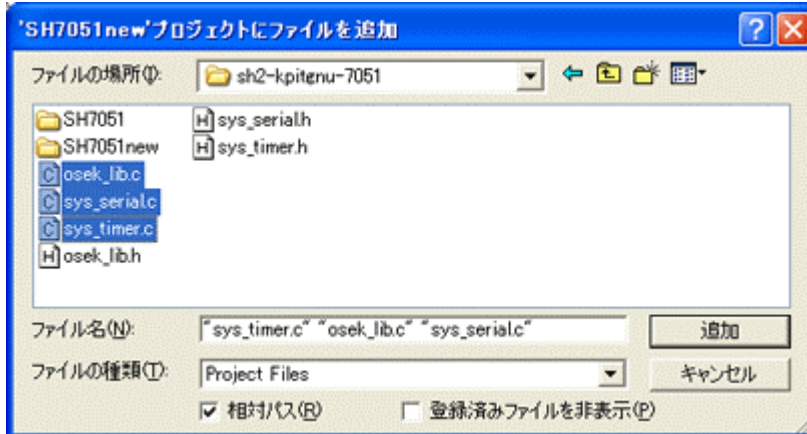 'SH7051new'プロジェクトにファイルを追加
ファイルの場所(I):
sh2-kpitgnu-7051
SH7051
SH7051new
osek_lib.c
sys_serial.c
sys_timer.c
osek_lib.h
sys_serial.h
sys_timer.h
ファイル名(N):
"sys_timer.c" "osek_lib.c" "sys_serial.c"
追加
ファイルの種類(T):
Project Files
キャンセル
相対パス(R)
登録済みファイルを非表示(P)